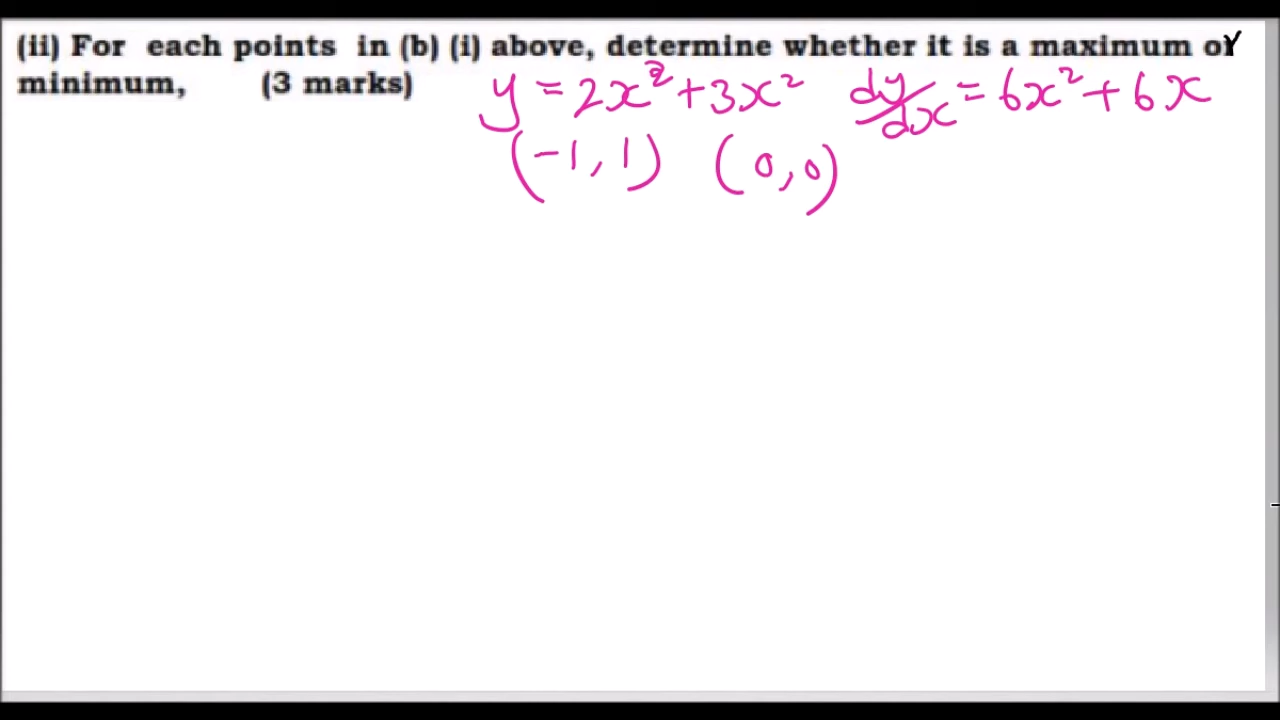 (ii) For each points in (b) (i) above, determine whether it is a maximum or
minimum, (3 marks) y = 2x³ + 3x² dy/dx = 6x² + 6x
(-1, 1) (0, 0)